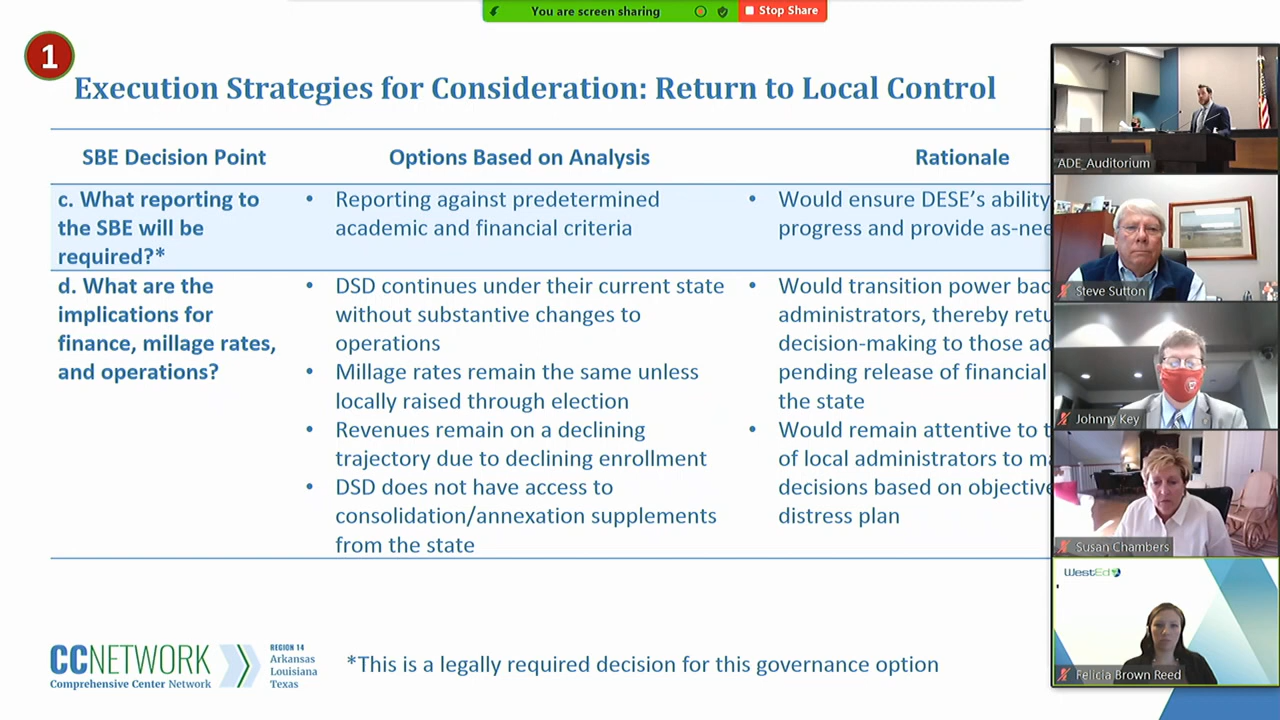 You are screen sharing
Stop Share
1
Execution Strategies for Consideration: Return to Local Control
SBE Decision Point
Options Based on Analysis
Rationale
c. What reporting to
the SBE will be
required?*
• Reporting against predetermined
academic and financial criteria
• Would ensure DESE’s ability
progress and provide as-nee
d. What are the
implications for
finance, millage rates,
and operations?
• DSD continues under their current state
without substantive changes to
operations
• Millage rates remain the same unless
locally raised through election
• Revenues remain on a declining
trajectory due to declining enrollment
• DSD does not have access to
consolidation/annexation supplements
from the state
• Would transition power bac
administrators, thereby retu
decision-making to those ad
pending release of financial
the state
• Would remain attentive to t
of local administrators to ma
decisions based on objective
distress plan
CCNETWORK
Comprehensive Center Network
REGION 14
Arkansas
Louisiana
Texas
*This is a legally required decision for this governance option
ADE_Auditorium
Steve Sutton
Johnny Key
Susan Chambers
WestEd
Felicia Brown Reed